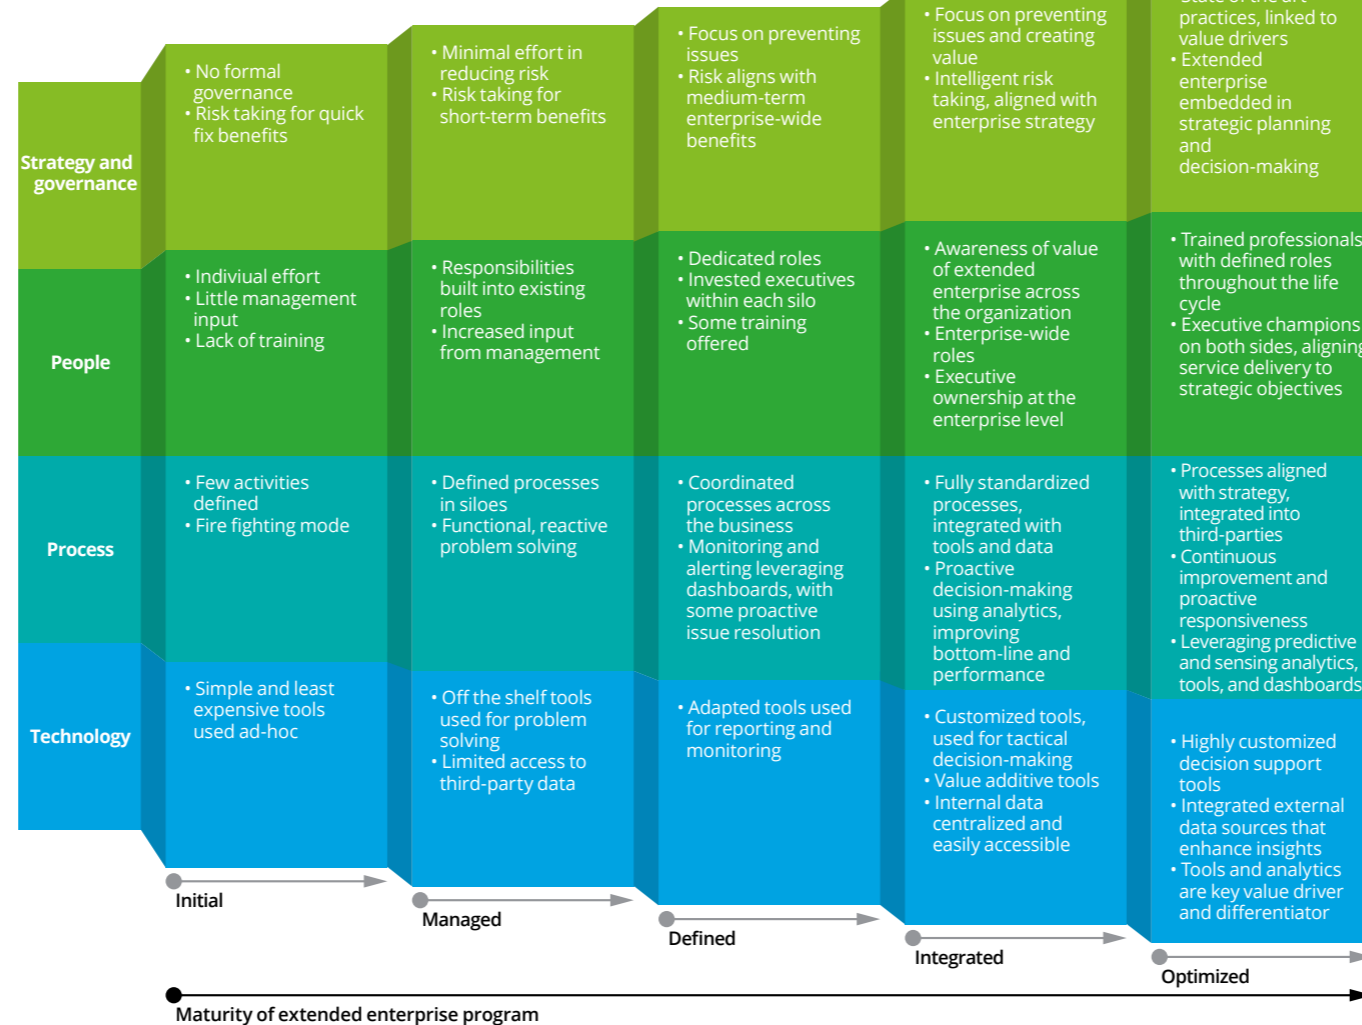 Strategy and
governance
• No formal
governance
• Risk taking for quick
fix benefits
• Minimal effort in
reducing risk
• Risk taking for
short-term benefits
• Focus on preventing
issues
• Risk aligns with
medium-term
enterprise-wide
benefits
• Focus on preventing
issues and creating
value
• Intelligent risk
taking, aligned with
enterprise strategy
• State of the art
practices, linked to
value drivers
• Extended
enterprise
embedded in
strategic planning
and
decision-making
People
• Indiviual effort
• Little management
input
• Lack of training
• Responsibilities
built into existing
roles
• Increased input
from management
• Dedicated roles
• Invested executives
within each silo
• Some training
offered
• Awareness of value
of extended
enterprise across
the organization
• Enterprise-wide
roles
• Executive
ownership at the
enterprise level
• Trained professionals
with defined roles
throughout the life
cycle
• Executive champions
on both sides, aligning
service delivery to
strategic objectives
Process
• Few activities
defined
• Fire fighting mode
• Defined processes
in siloes
• Functional, reactive
problem solving
• Coordinated
processes across
the business
• Monitoring and
alerting leveraging
dashboards, with
some proactive
issue resolution
• Fully standardized
processes,
integrated with
tools and data
• Proactive
decision-making
using analytics,
improving
bottom-line and
performance
• Processes aligned
with strategy,
integrated into
third-parties
• Continuous
improvement and
proactive
responsiveness
• Leveraging predictive
and sensing analytics,
tools, and dashboards
Technology
• Simple and least
expensive tools
used ad-hoc
• Off the shelf tools
used for problem
solving
• Limited access to
third-party data
• Adapted tools used
for reporting and
monitoring
• Customized tools,
used for tactical
decision-making
• Value additive tools
• Internal data
centralized and
easily accessible
• Highly customized
decision support
tools
• Integrated external
data sources that
enhance insights
• Tools and analytics
are key value driver
and differentiator
Initial
Managed
Defined
Integrated
Optimized
Maturity of extended enterprise program